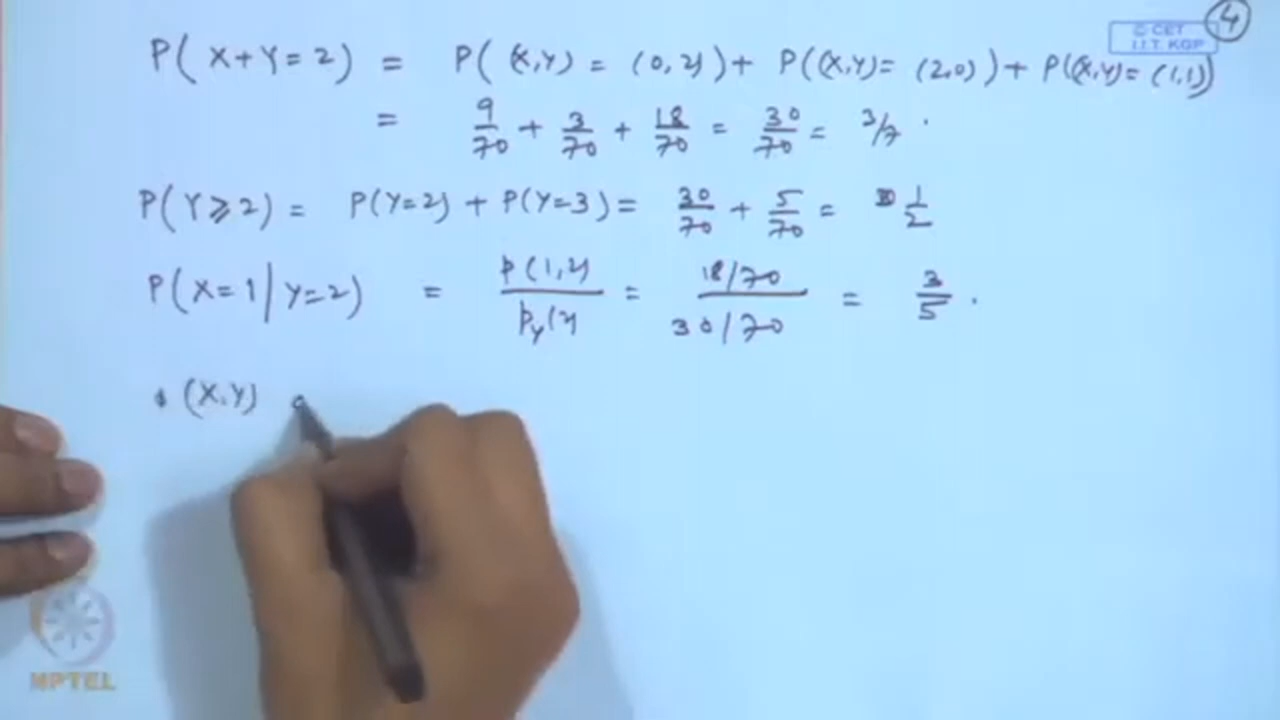 4
© CET
I.I.T. KGP
P( X+Y=2) = P( (X,Y) = (0,2)) + P((X,Y)= (2,0)) + P((X,Y)= (1,1))
= 9/70 + 3/70 + 18/70 = 30/70 = 3/7 .
P(Y≥2) = P(Y=2) + P(Y=3) = 30/70 + 5/70 = 1/2
P(X=1|Y=2) = p(1,2)/p_Y(2) = (18/70)/(30/70) = 3/5 .
(X,Y)
NPTEL